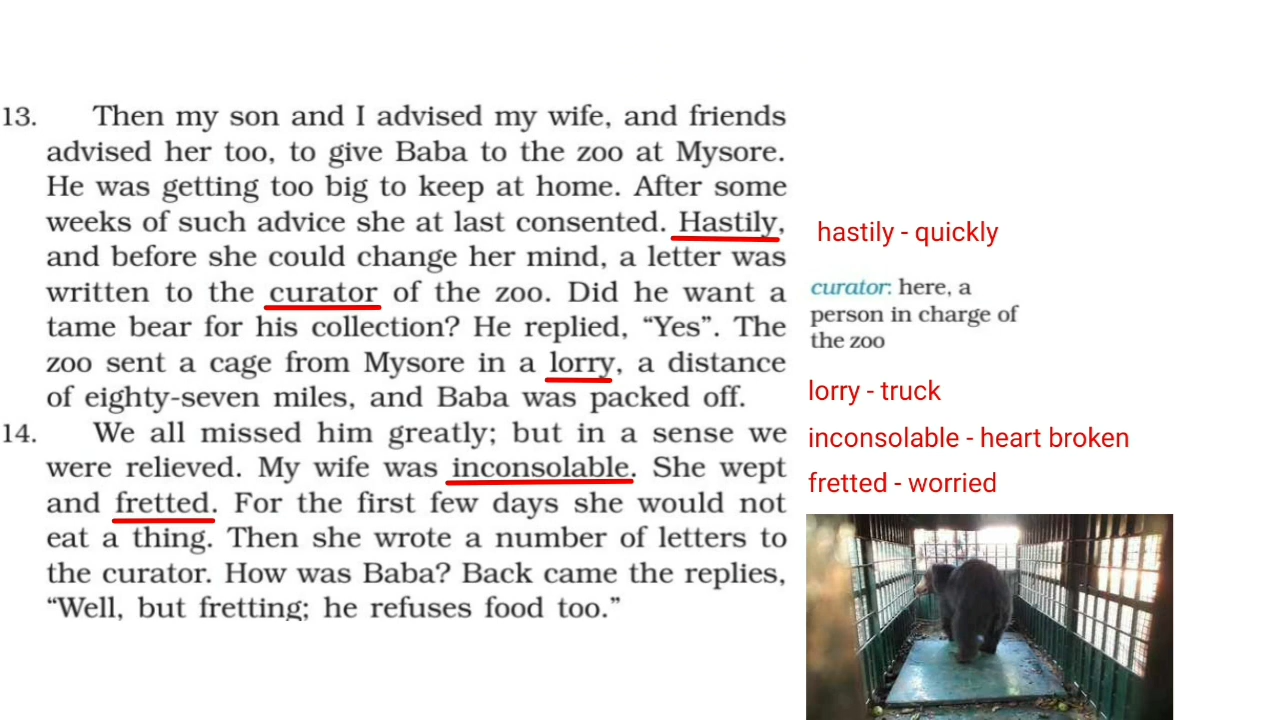 13. Then my son and I advised my wife, and friends
advised her too, to give Baba to the zoo at Mysore.
He was getting too big to keep at home. After some
weeks of such advice she at last consented. Hastily,
and before she could change her mind, a letter was
written to the curator of the zoo. Did he want a
tame bear for his collection? He replied, “Yes”. The
zoo sent a cage from Mysore in a lorry, a distance
of eighty-seven miles, and Baba was packed off.
14. We all missed him greatly; but in a sense we
were relieved. My wife was inconsolable. She wept
and fretted. For the first few days she would not
eat a thing. Then she wrote a number of letters to
the curator. How was Baba? Back came the replies,
“Well, but fretting; he refuses food too.”
hastily - quickly
curator: here, a
person in charge of
the zoo
lorry - truck
inconsolable - heart broken
fretted - worried